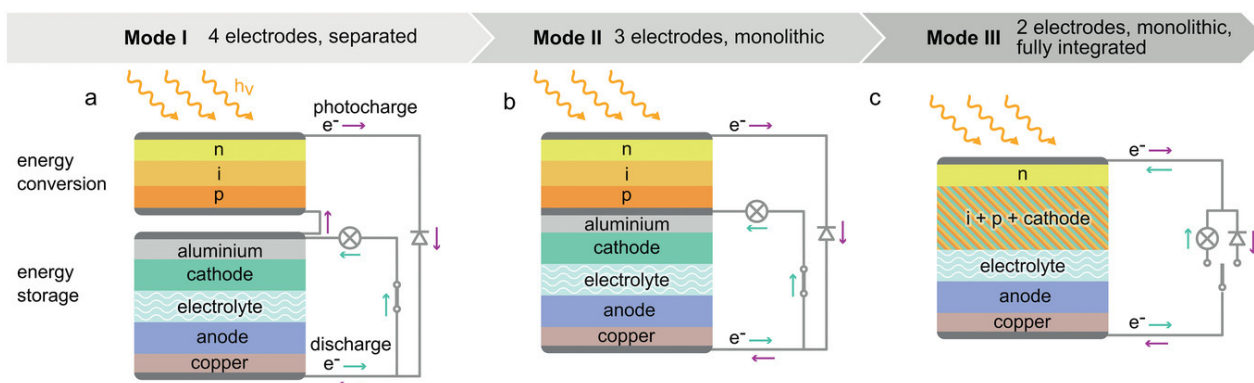 Mode I 4 electrodes, separated
Mode II 3 electrodes, monolithic
Mode III 2 electrodes, monolithic,
fully integrated
a
hν
photocharge
e⁻
energy
conversion
n
i
p
energy
storage
aluminium
cathode
electrolyte
anode
copper
discharge
e⁻
b
e⁻
n
i
p
aluminium
cathode
electrolyte
anode
copper
e⁻
c
e⁻
n
i + p + cathode
electrolyte
anode
copper
e⁻